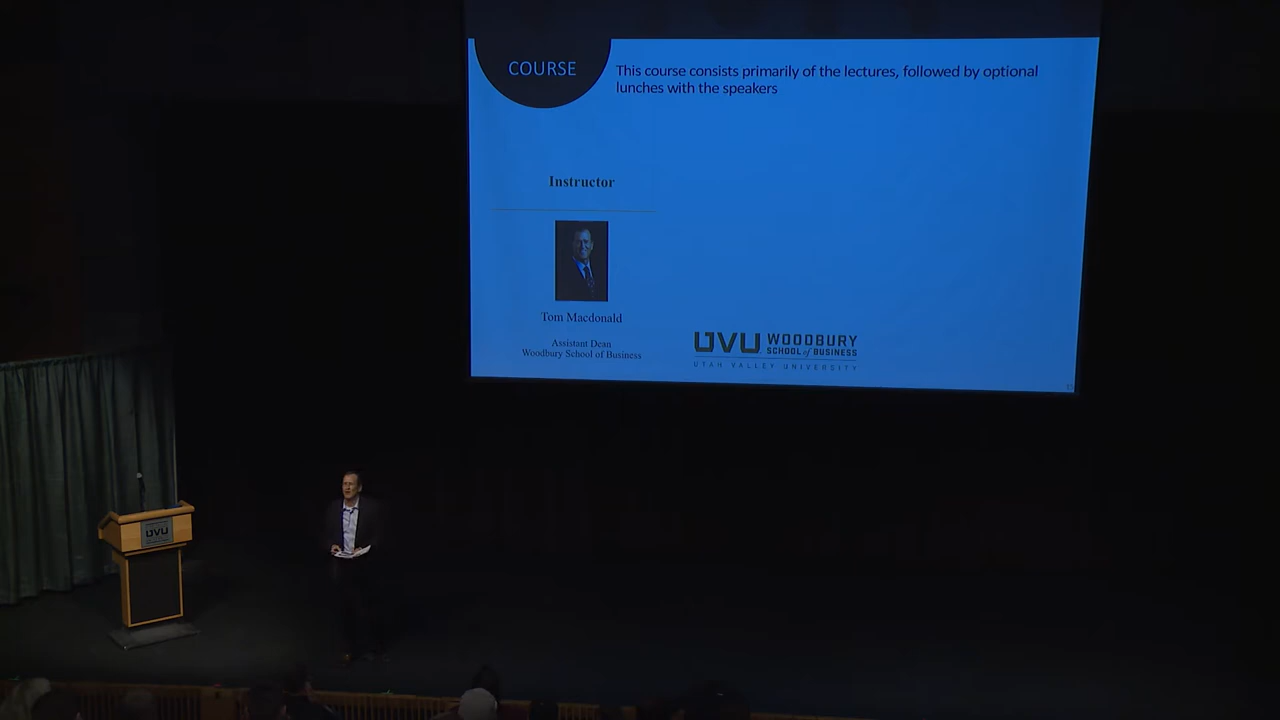 COURSE
This course consists primarily of the lectures, followed by optional
lunches with the speakers
Instructor
Tom Macdonald
Assistant Dean
Woodbury School of Business
UVU WOODBURY
SCHOOL of BUSINESS
UTAH VALLEY UNIVERSITY
UVU